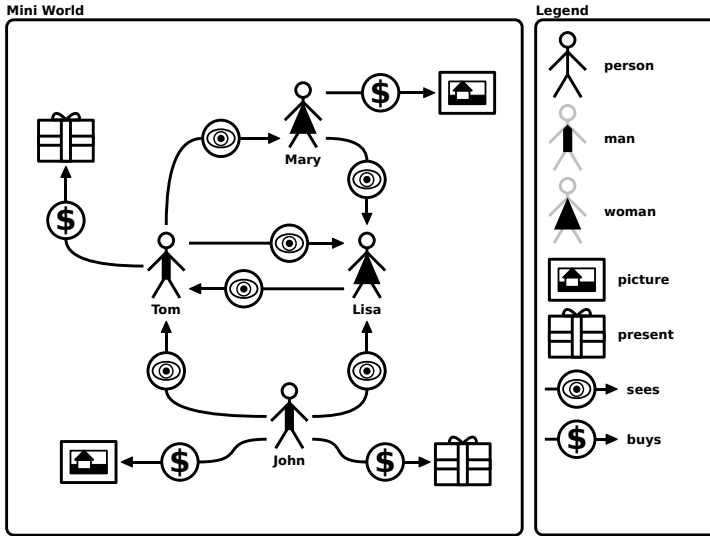 Mini World
Legend
person
man
woman
picture
present
sees
buys
$
Mary
$
Tom
Lisa
John
$
$
$